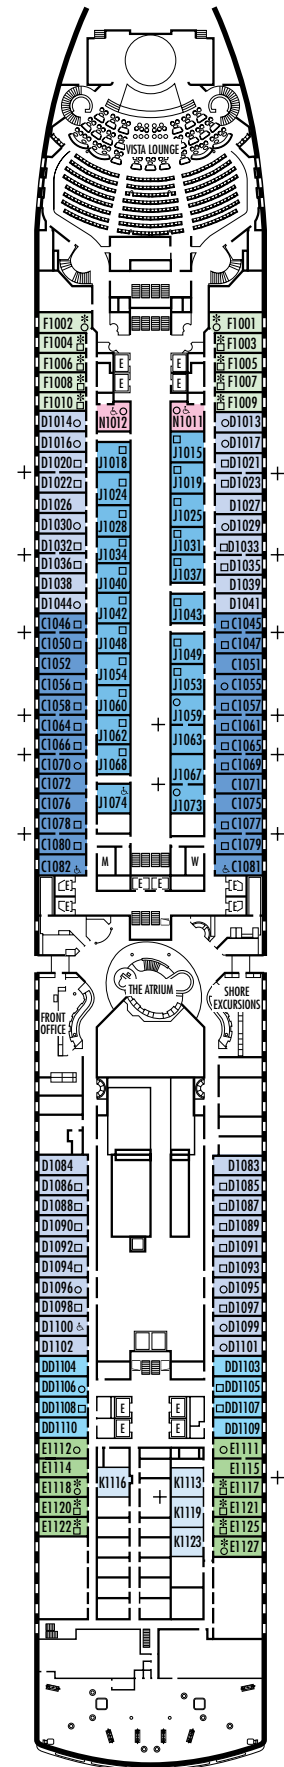 VISTA LOUNGE
F1002 F1001
F1004 F1003
F1006 E E F1005
F1008 E E F1007
F1010 F1009
D1014 N1012 N1011 D1013
D1016 J1015 D1017
D1020 J1018 D1021
D1022 J1019 D1023
D1026 J1024 J1025 D1027
D1030 J1028 D1029
D1032 J1034 J1031 D1033
D1036 J1037 D1035
D1038 J1040 D1039
D1044 J1042 J1043 D1041
C1046 C1045
C1050 J1048 J1049 C1047
C1052 J1054 C1051
C1056 J1053 C1055
C1058 J1060 J1059 C1057
C1064 J1062 J1063 C1061
C1066 C1065
C1070 J1068 J1067 C1069
C1072 C1071
C1076 J1074 J1073 C1075
C1078 C1077
C1080 M W C1079
C1082 C1081
E E E E
E E
THE ATRIUM
FRONT OFFICE
SHORE EXCURSIONS
D1084 D1083
D1086 D1085
D1088 D1087
D1090 D1089
D1092 D1091
D1094 D1093
D1096 D1095
D1098 D1097
D1100 D1099
D1102 D1101
DD1104 DD1103
DD1106 DD1105
DD1108 E E DD1107
DD1110 E E DD1109
E1112 E1111
E1114 K1116 K1113 E1115
E1118 E1117
E1120 K1119 E1121
E1122 E1125
K1123 E1127